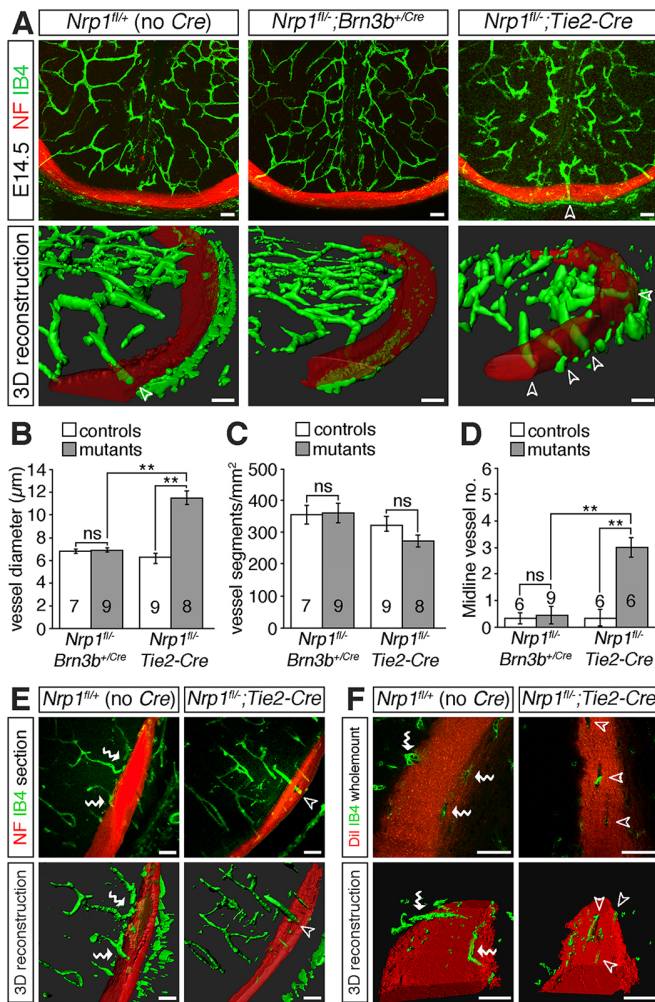 A
Nrp1fl/+ (no Cre)
Nrp1fl/-;Brn3b+/Cre
Nrp1fl/-;Tie2-Cre
E14.5 NF IB4
3D reconstruction
B
controls
mutants
vessel diameter (µm)
14
12
10
8
6
4
2
0
**
ns
**
7
9
9
8
Nrp1fl/-
Brn3b+/Cre
Nrp1fl/-
Tie2-Cre
C
controls
mutants
vessel segments/mm2
500
400
300
200
100
0
ns
ns
7
9
9
8
Nrp1fl/-
Brn3b+/Cre
Nrp1fl/-
Tie2-Cre
D
controls
mutants
Midline vessel no.
6
5
4
3
2
1
0
**
ns
**
6
9
6
6
Nrp1fl/-
Brn3b+/Cre
Nrp1fl/-
Tie2-Cre
E
Nrp1fl/+ (no Cre)
Nrp1fl/-;Tie2-Cre
NF IB4 section
3D reconstruction
F
Nrp1fl/+ (no Cre)
Nrp1fl/-;Tie2-Cre
DiI IB4 wholemount
3D reconstruction